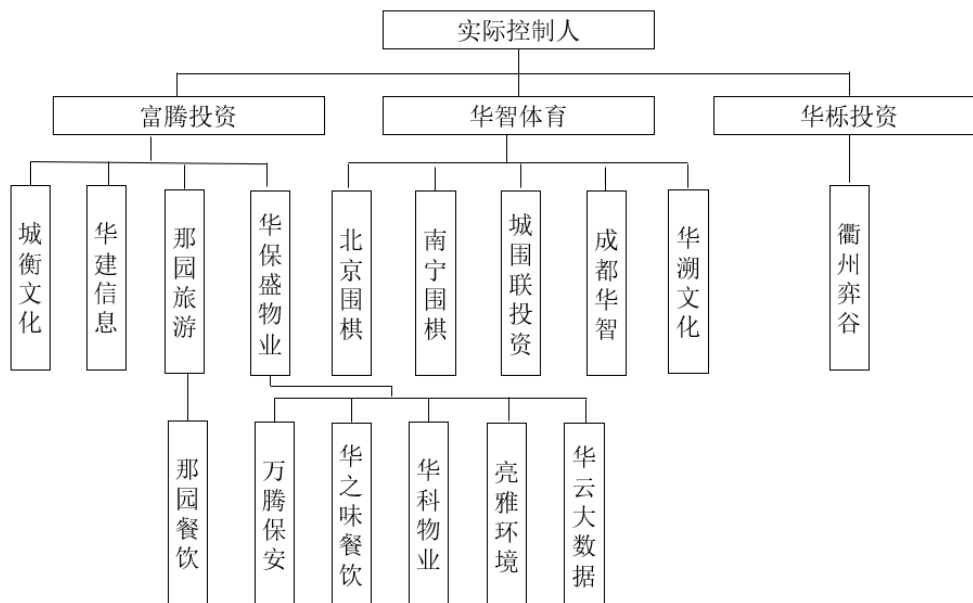 实际控制人
富腾投资
华智体育
华栎投资
城衡文化
华建信息
那园旅游
华保盛物业
北京围棋
南宁围棋
城围联投资
成都华智
华溯文化
衢州弈谷
那园餐饮
万腾保安
华之味餐饮
华科物业
亮雅环境
华云大数据